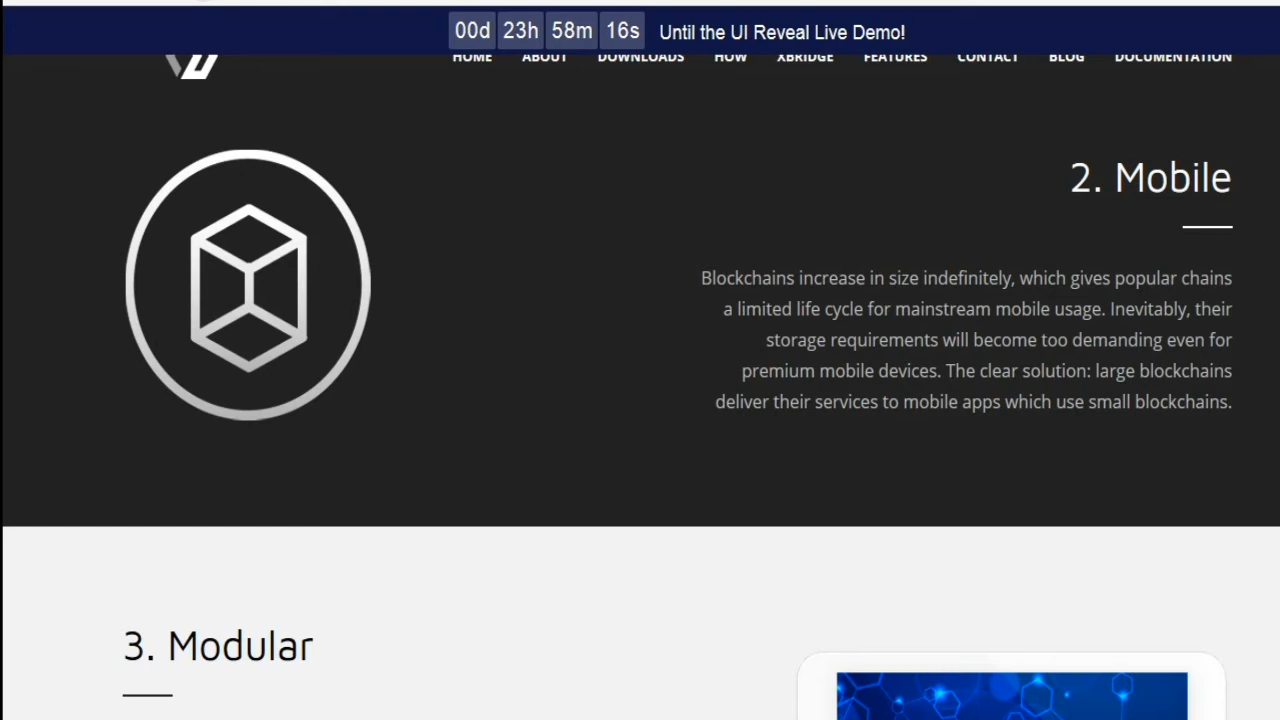 00d 23h 58m 16s Until the UI Reveal Live Demo!
HOME ABOUT DOWNLOADS HOW XBRIDGE FEATURES CONTACT BLOG DOCUMENTATION
2. Mobile
Blockchains increase in size indefinitely, which gives popular chains
a limited life cycle for mainstream mobile usage. Inevitably, their
storage requirements will become too demanding even for
premium mobile devices. The clear solution: large blockchains
deliver their services to mobile apps which use small blockchains.
3. Modular